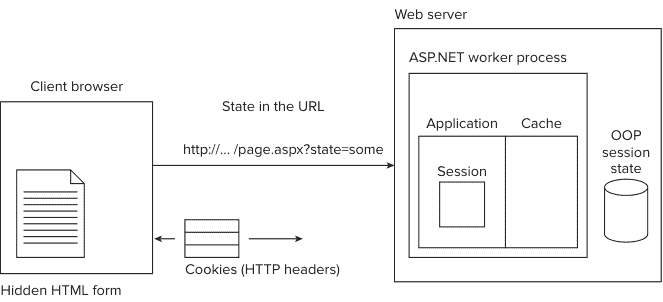 Web server
ASP.NET worker process
Client browser
State in the URL
Application
Cache
OOP
session
state
http://... /page.aspx?state=some
Session
Cookies (HTTP headers)
Hidden HTML form